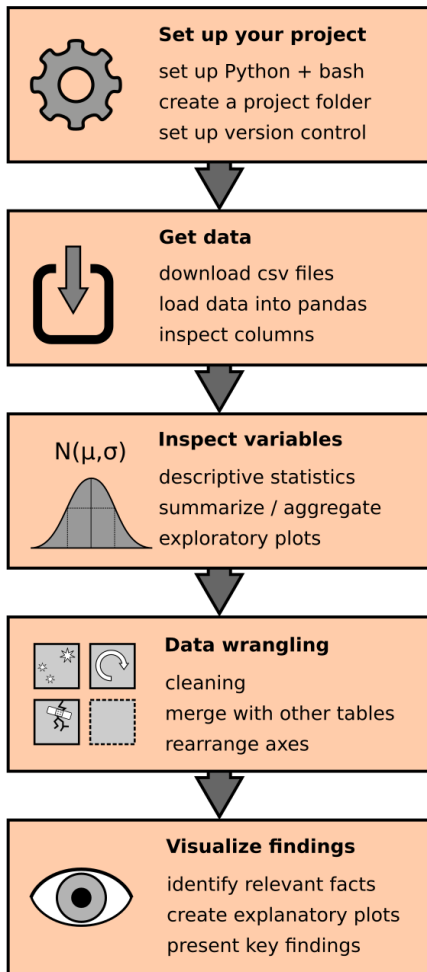 Set up your project
set up Python + bash
create a project folder
set up version control
Get data
download csv files
load data into pandas
inspect columns
N(μ,σ)
Inspect variables
descriptive statistics
summarize / aggregate
exploratory plots
Data wrangling
cleaning
merge with other tables
rearrange axes
Visualize findings
identify relevant facts
create explanatory plots
present key findings